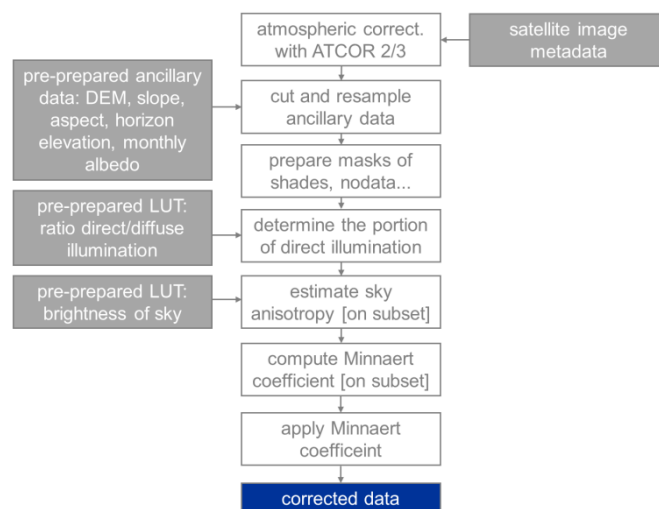 atmospheric correct.
with ATCOR 2/3
satellite image
metadata
pre-prepared ancillary
data: DEM, slope,
aspect, horizon
elevation, monthly
albedo
cut and resample
ancillary data
prepare masks of
shades, nodata...
pre-prepared LUT:
ratio direct/diffuse
illumination
determine the portion
of direct illumination
pre-prepared LUT:
brightness of sky
estimate sky
anisotropy [on subset]
compute Minnaert
coefficient [on subset]
apply Minnaert
coefficeint
corrected data